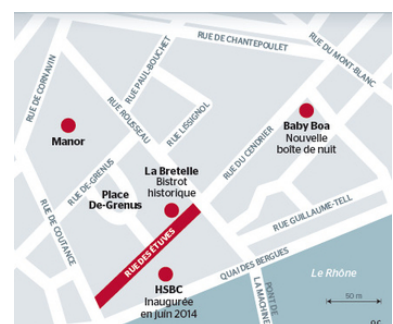 RUE DE CHANTEPOULET
RUE DU MONT-BLANC
RUE DE CORNAVIN
RUE PAUL-BOUCHET
RUE ROUSSEAU
RUE LISSIGNOL
Manor
Baby Boa
Nouvelle
boîte de nuit
RUE DU CENDRIER
RUE DE-GRENUS
La Bretelle
Bistrot
historique
Place
De-Grenus
RUE DE COUTANCE
RUE DES ÉTUVES
RUE GUILLAUME-TELL
QUAI DES BERGUES
HSBC
Inaugurée
en juin 2014
Le Rhône
PONT DE
LA MACHINE
50 m